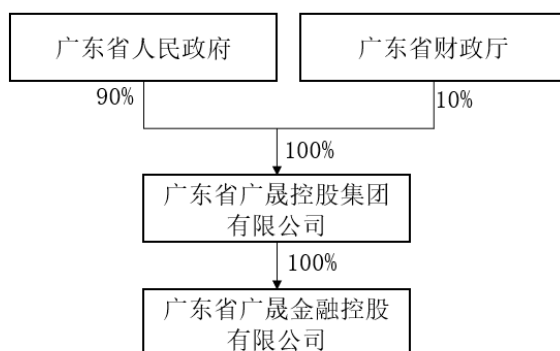 广东省人民政府
广东省财政厅
90%
10%
100%
广东省广晟控股集团
有限公司
100%
广东省广晟金融控股
有限公司